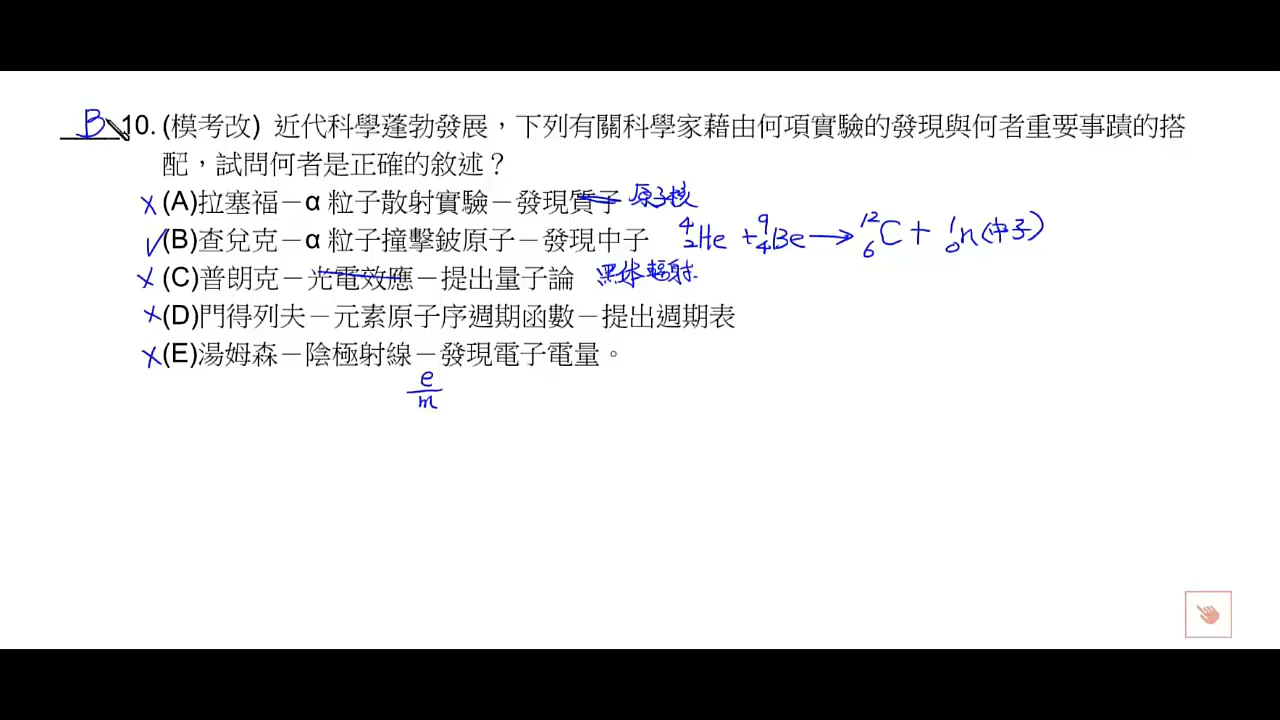 B 10. (模考改) 近代科學蓬勃發展，下列有關科學家藉由何項實驗的發現與何者重要事蹟的搭
配，試問何者是正確的敘述？
×(A)拉塞福－α 粒子散射實驗－發現質子 原子核
✓(B)查兌克－α 粒子撞擊鈹原子－發現中子 ⁴₂He + ⁹₄Be → ¹²₆C + ¹₀n (中子)
×(C)普朗克－光電效應－提出量子論 黑体輻射.
×(D)門得列夫－元素原子序週期函數－提出週期表
×(E)湯姆森－陰極射線－發現電子電量。
e/m